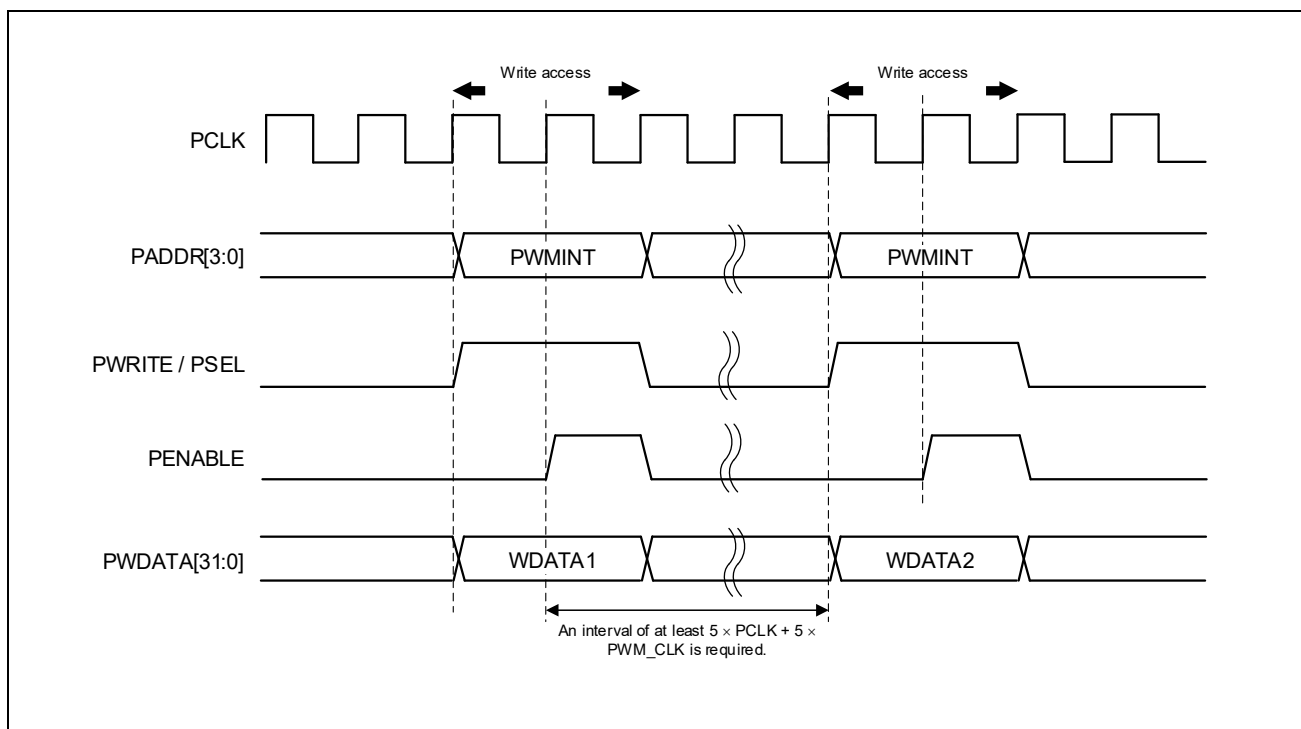 Write access
Write access
PCLK
PADDR[3:0]
PWMINT
PWMINT
PWRITE / PSEL
PENABLE
PWDATA[31:0]
WDATA1
WDATA2
An interval of at least 5 × PCLK + 5 ×
PWM_CLK is required.